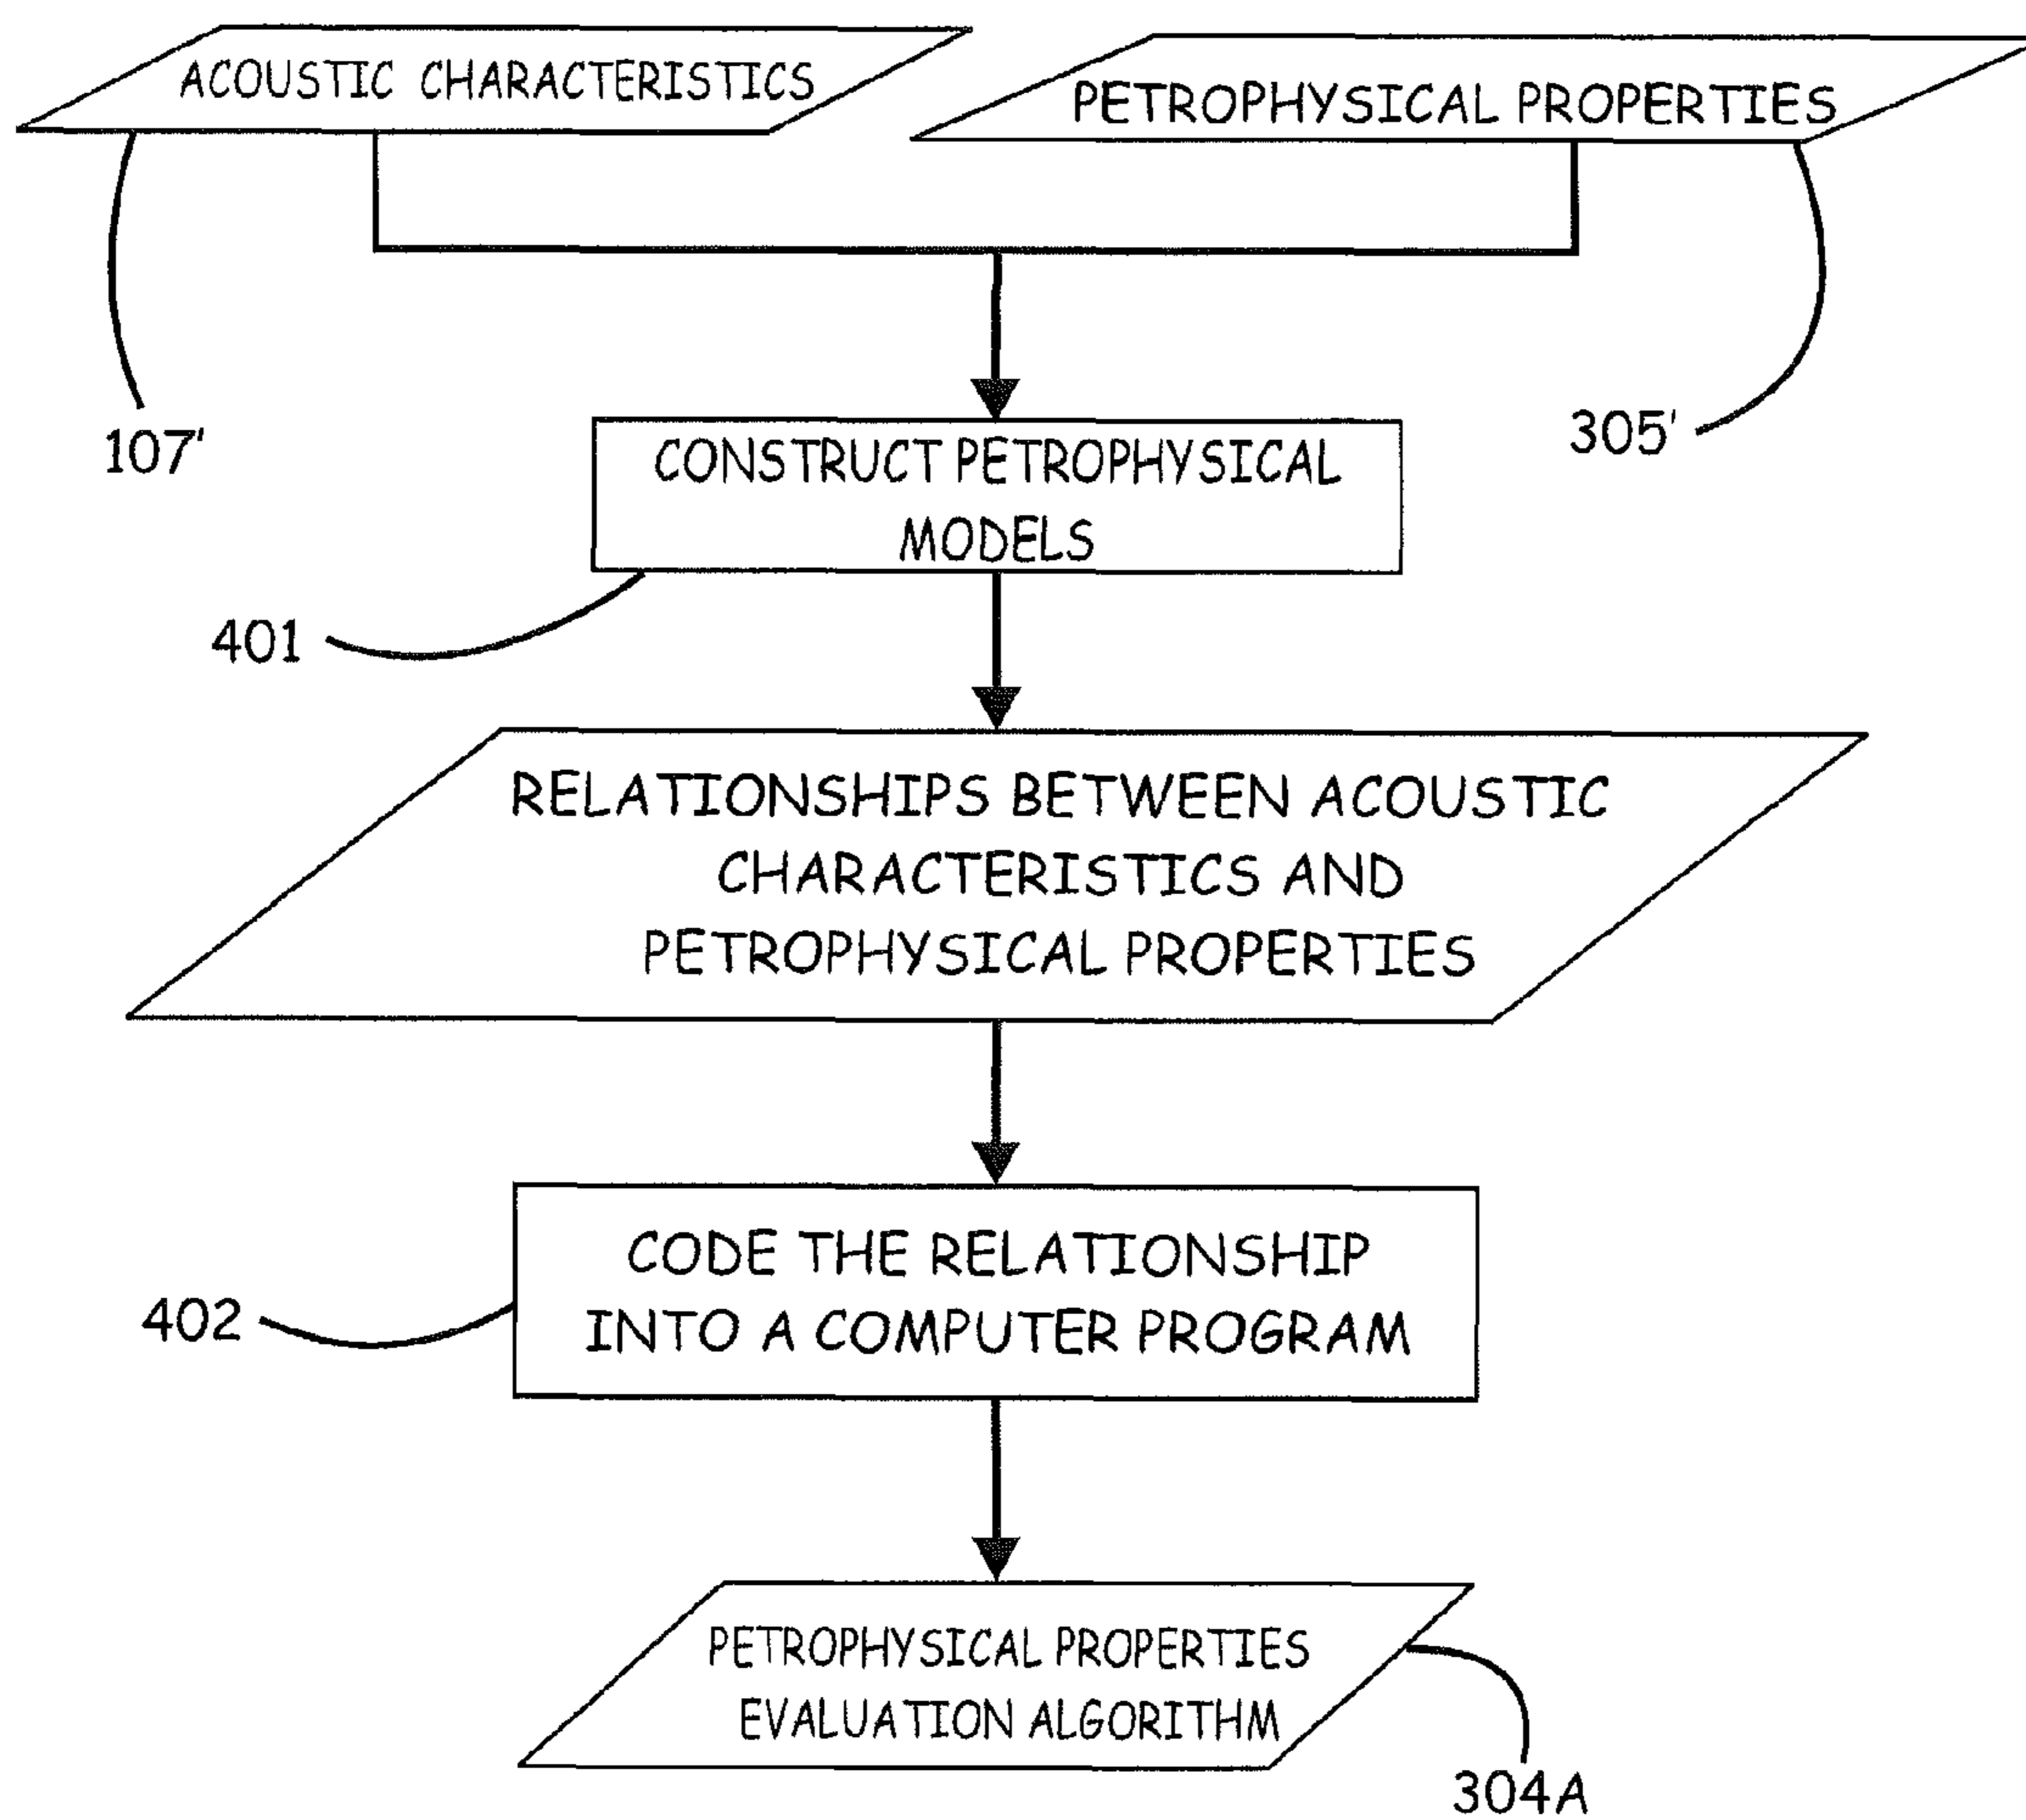 ACOUSTIC CHARACTERISTICS
PETROPHYSICAL PROPERTIES
107'
305'
CONSTRUCT PETROPHYSICAL
MODELS
401
RELATIONSHIPS BETWEEN ACOUSTIC
CHARACTERISTICS AND
PETROPHYSICAL PROPERTIES
CODE THE RELATIONSHIP
INTO A COMPUTER PROGRAM
402
PETROPHYSICAL PROPERTIES
EVALUATION ALGORITHM
304A